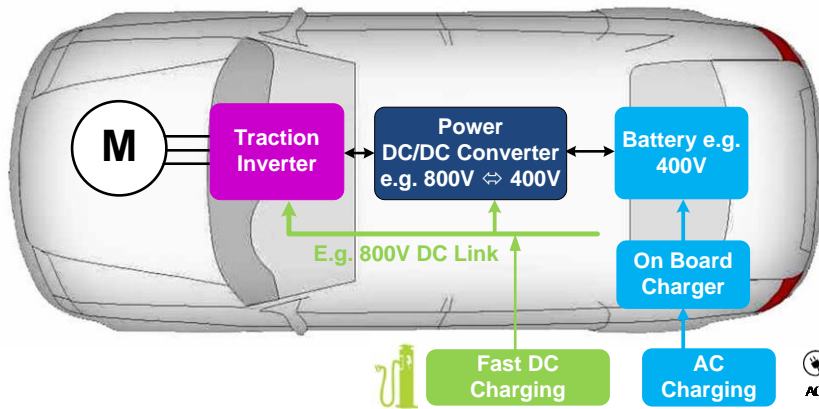 M
Traction
Inverter
Power
DC/DC Converter
e.g. 800V ⇔ 400V
Battery e.g.
400V
E.g. 800V DC Link
On Board
Charger
Fast DC
Charging
AC
Charging
AC